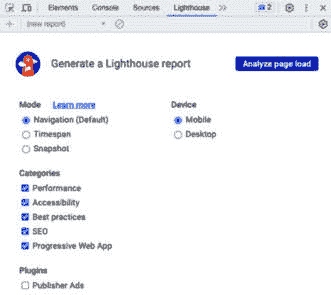 Elements Console Sources Lighthouse » 2
(new report)
Generate a Lighthouse report Analyze page load
Mode Learn more Device
Navigation (Default) Mobile
Timespan Desktop
Snapshot
Categories
Performance
Accessibility
Best practices
SEO
Progressive Web App
Plugins
Publisher Ads